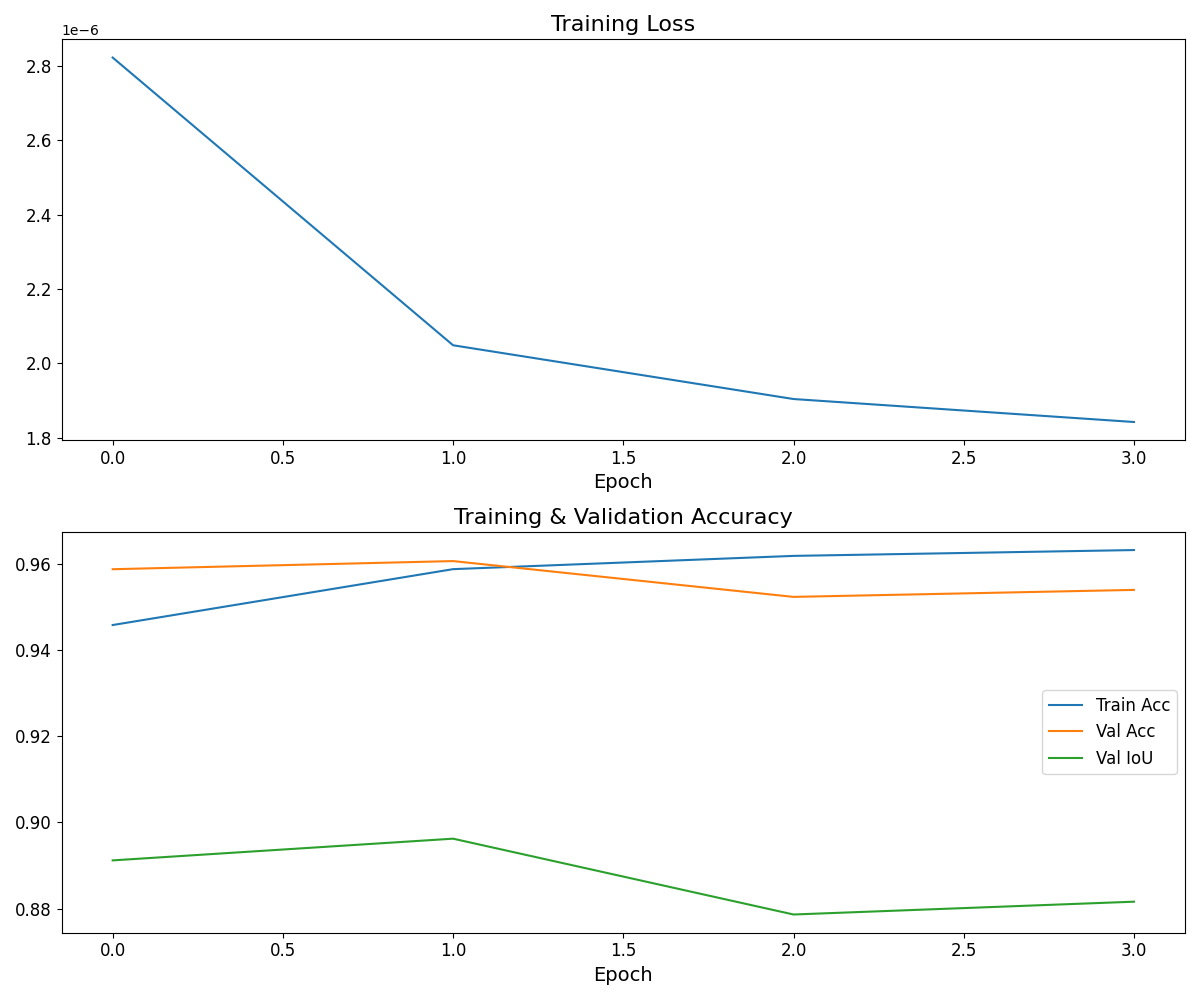 Training Loss
1e−6
2.8
2.6
2.4
2.2
2.0
1.8
0.0 0.5 1.0 1.5 2.0 2.5 3.0
Epoch
Training & Validation Accuracy
0.96
0.94
0.92
0.90
0.88
Train Acc
Val Acc
Val IoU
0.0 0.5 1.0 1.5 2.0 2.5 3.0
Epoch